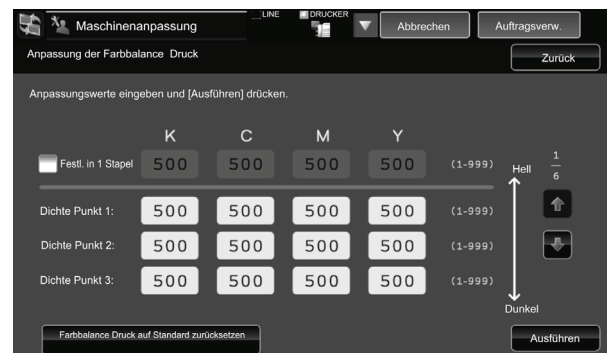 LINE DRUCKER
Maschinenanpassung Abbrechen Auftragsverw.
Anpassung der Farbbalance Druck Zurück
Anpassungswerte eingeben und [Ausführen] drücken.
K C M Y
Festl. in 1 Stapel 500 500 500 500 (1-999) Hell 1
6
Dichte Punkt 1: 500 500 500 500 (1-999)
Dichte Punkt 2: 500 500 500 500 (1-999)
Dichte Punkt 3: 500 500 500 500 (1-999)
Dunkel
Farbbalance Druck auf Standard zurücksetzen Ausführen